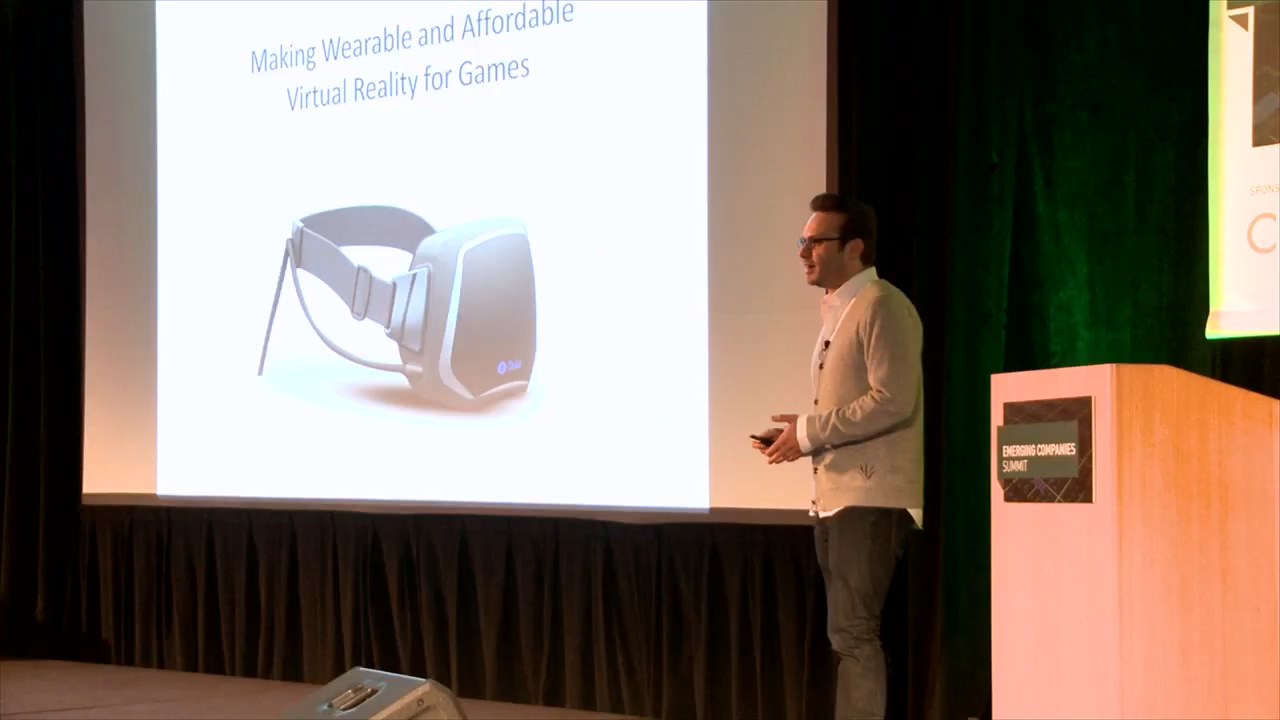 Making Wearable and Affordable
Virtual Reality for Games
EMERGING COMPANIES
SUMMIT